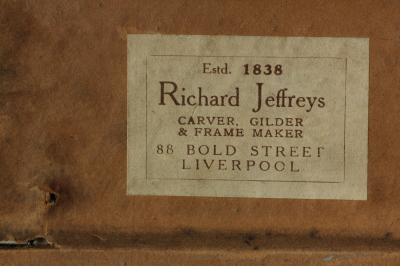 Estd. 1838
Richard Jeffreys
CARVER, GILDER
& FRAME MAKER
88 BOLD STREET
LIVERPOOL